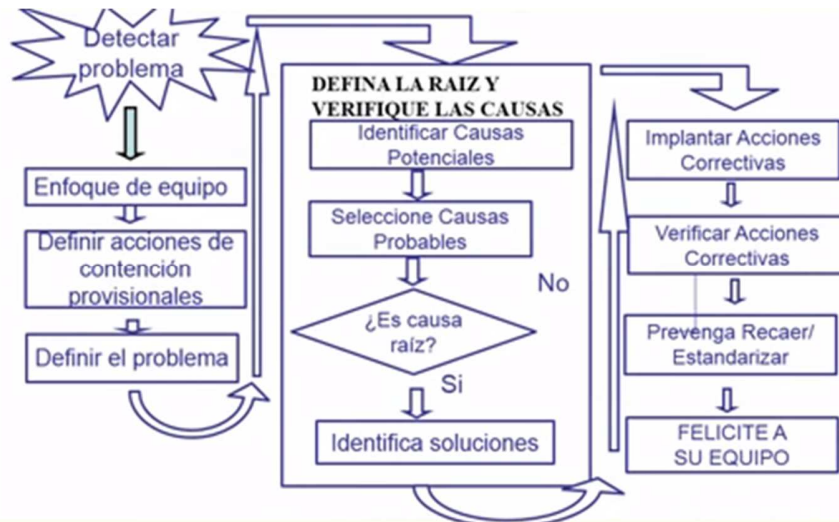 Detectar
problema
Enfoque de equipo
Definir acciones de
contención
provisionales
Definir el problema
DEFINA LA RAIZ Y
VERIFIQUE LAS CAUSAS
Identificar Causas
Potenciales
Seleccione Causas
Probables
No
¿Es causa
raíz?
Si
Identifica soluciones
Implantar Acciones
Correctivas
Verificar Acciones
Correctivas
Prevenga Recaer/
Estandarizar
FELICITE A
SU EQUIPO